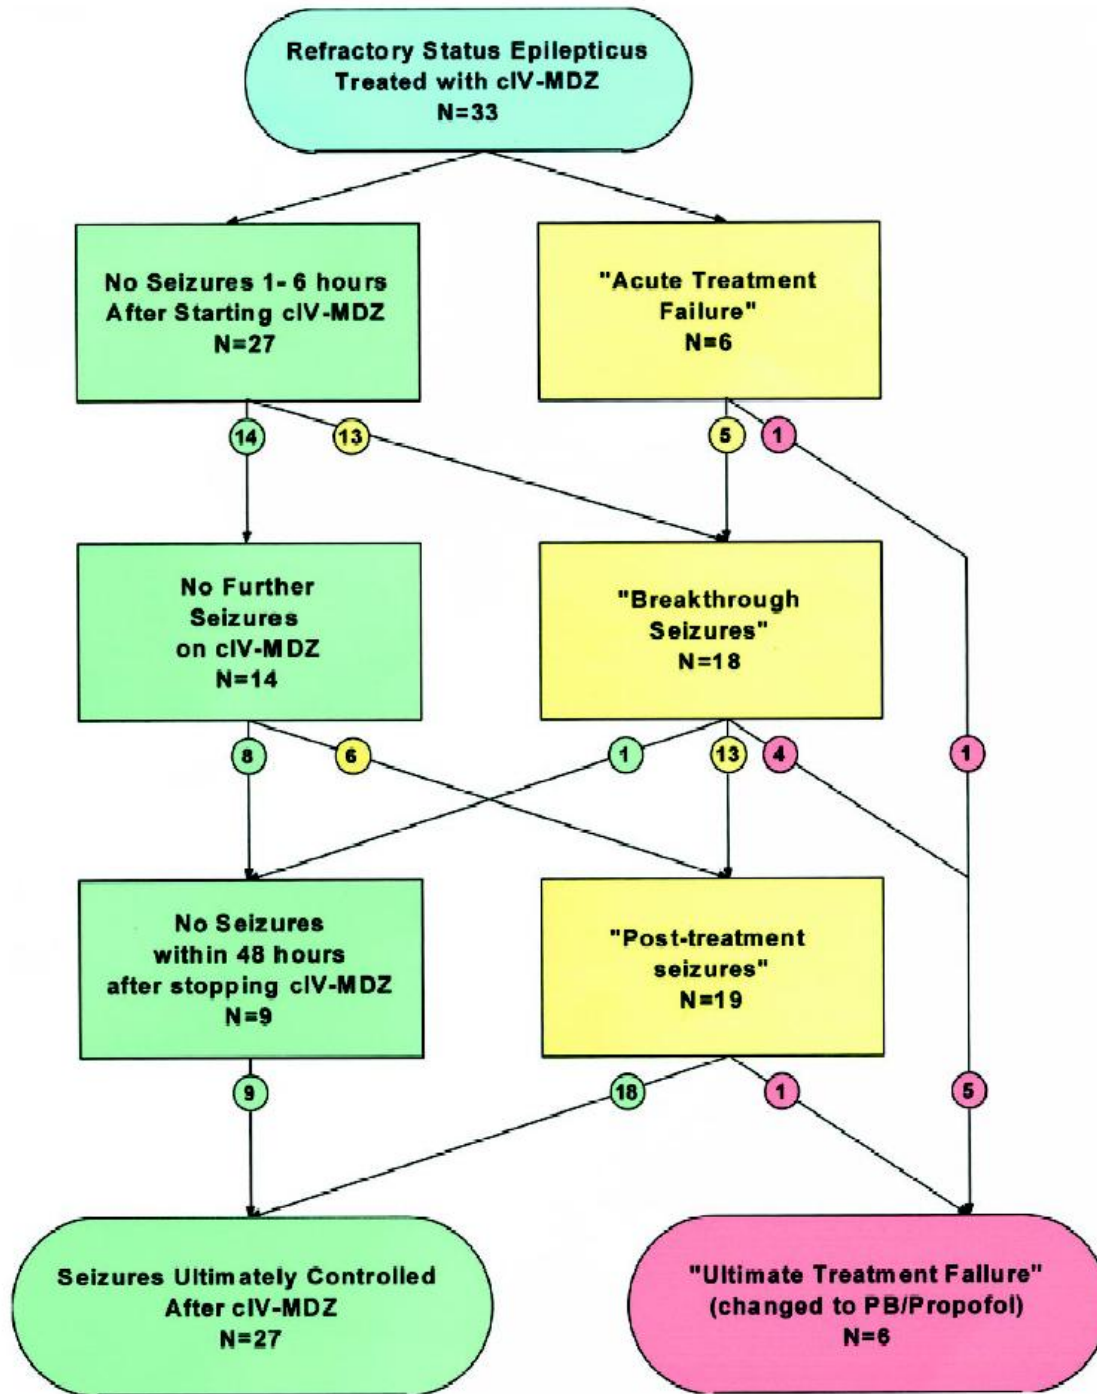 Refractory Status Epilepticus
Treated with cIV-MDZ
N=33
No Seizures 1- 6 hours
After Starting cIV-MDZ
N=27
"Acute Treatment
Failure"
N=6
14
13
5
1
No Further
Seizures
on cIV-MDZ
N=14
"Breakthrough
Seizures"
N=18
8
6
1
13
4
1
No Seizures
within 48 hours
after stopping cIV-MDZ
N=9
"Post-treatment
seizures"
N=19
9
18
1
5
Seizures Ultimately Controlled
After cIV-MDZ
N=27
"Ultimate Treatment Failure"
(changed to PB/Propofol)
N=6